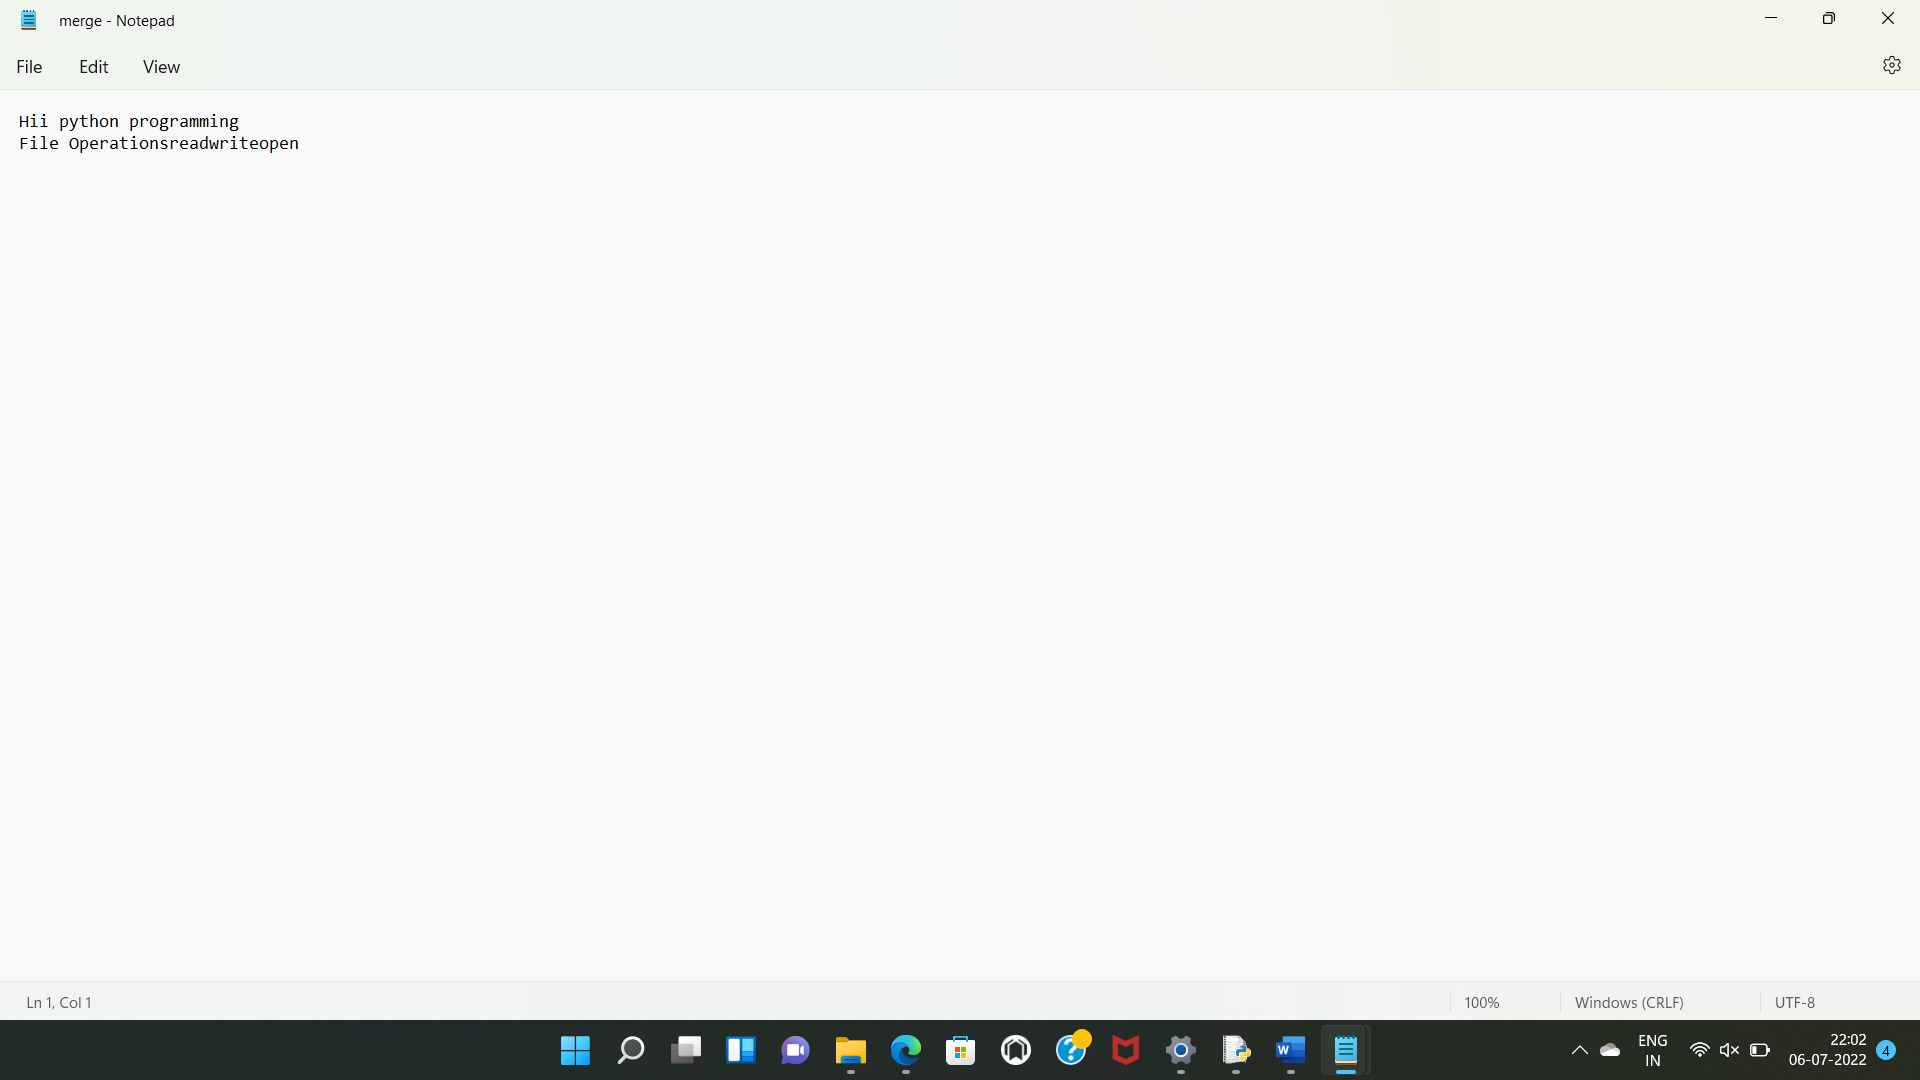 merge - Notepad
File Edit View
Hii python programming
File Operationsreadwriteopen
Ln 1, Col 1 100% Windows (CRLF) UTF-8
ENG 22:02
IN 06-07-2022 4